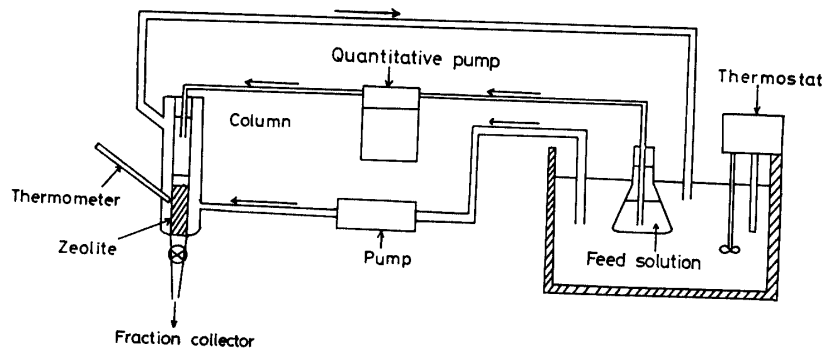 Quantitative pump
Thermostat
Column
Thermometer
Zeolite
Pump
Feed solution
Fraction collector